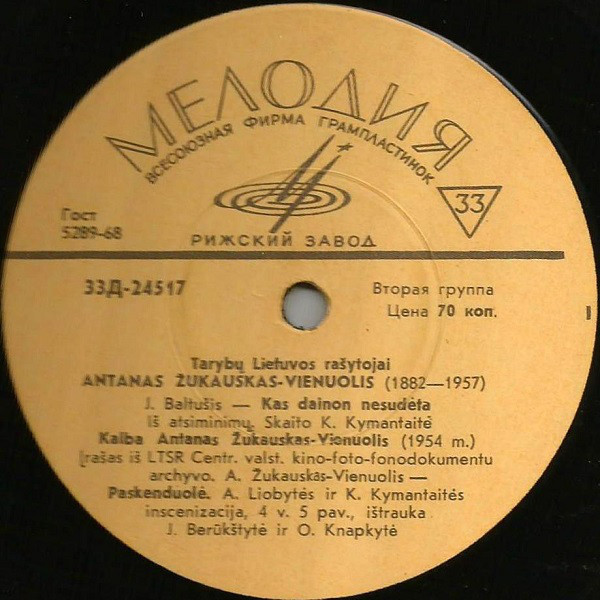 МЕЛОДИЯ
ВСЕСОЮЗНАЯ ФИРМА ГРАМПЛАСТИНОК
33
Гост
5289-68
РИЖСКИЙ ЗАВОД
33Д-24517
Вторая группа
Цена 70 коп.
I
Tarybų Lietuvos rašytojai
ANTANAS ŽUKAUSKAS-VIENUOLIS (1882—1957)
J. Baltušis — Kas dainon nesudėta
Iš atsiminimų. Skaito K. Kymantaitė
Kalba Antanas Žukauskas-Vienuolis (1954 m.)
Įrašas iš LTSR Centr. valst. kino-foto-fonodokumentu
archyvo. A. Žukauskas-Vienuolis —
Paskenduolė. A. Liobytės ir K. Kymantaitės
inscenizacija, 4 v. 5 pav., ištrauka
J. Berūkštytė ir O. Knapkytė